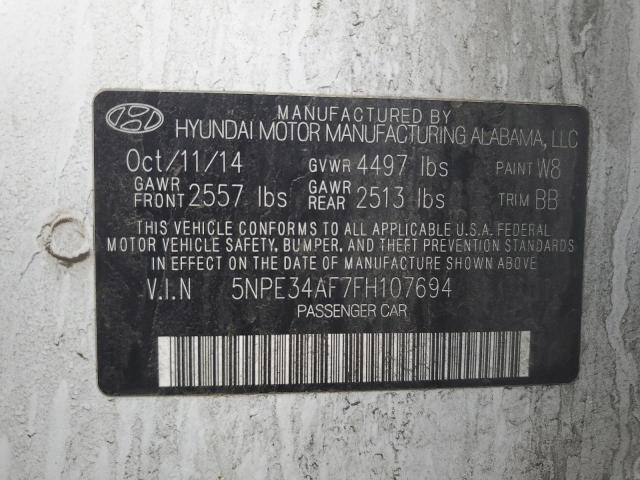 MANUFACTURED BY
HYUNDAI MOTOR MANUFACTURING ALABAMA, LLC
Oct/11/14 GVWR 4497 lbs PAINT W8
GAWR FRONT 2557 lbs GAWR REAR 2513 lbs TRIM BB
THIS VEHICLE CONFORMS TO ALL APPLICABLE U.S.A. FEDERAL
MOTOR VEHICLE SAFETY, BUMPER, AND THEFT PREVENTION STANDARDS
IN EFFECT ON THE DATE OF MANUFACTURE SHOWN ABOVE.
V.I.N 5NPE34AF7FH107694
PASSENGER CAR